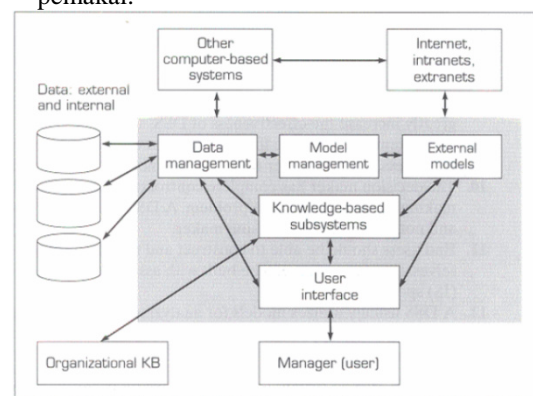 pemakai.
Other
computer-based
systems
Internet,
intranets,
extranets
Data: external
and internal
Data
management
Model
management
External
models
Knowledge-based
subsystems
User
interface
Organizational KB
Manager (user)